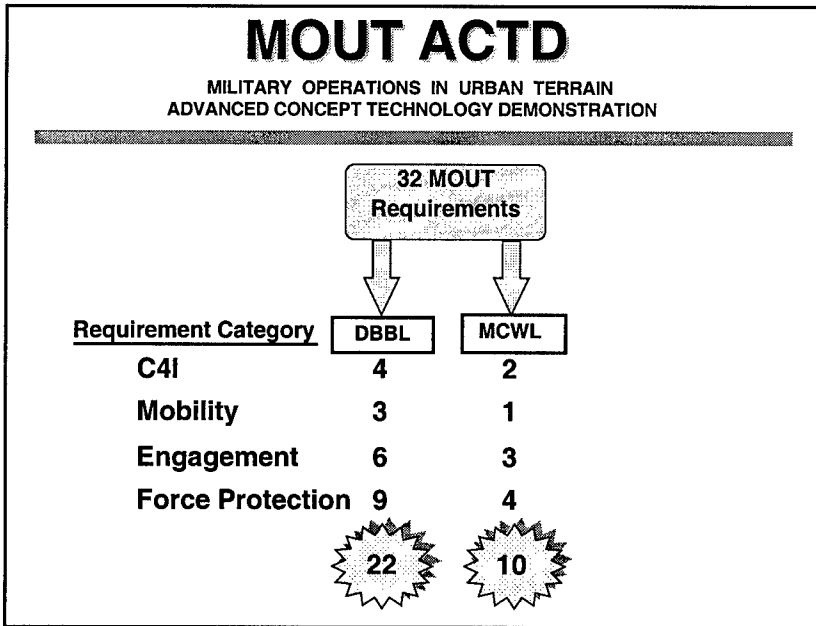 MOUT ACTD
MILITARY OPERATIONS IN URBAN TERRAIN
ADVANCED CONCEPT TECHNOLOGY DEMONSTRATION
32 MOUT
Requirements
Requirement Category DBBL MCWL
C4I 4 2
Mobility 3 1
Engagement 6 3
Force Protection 9 4
22 10